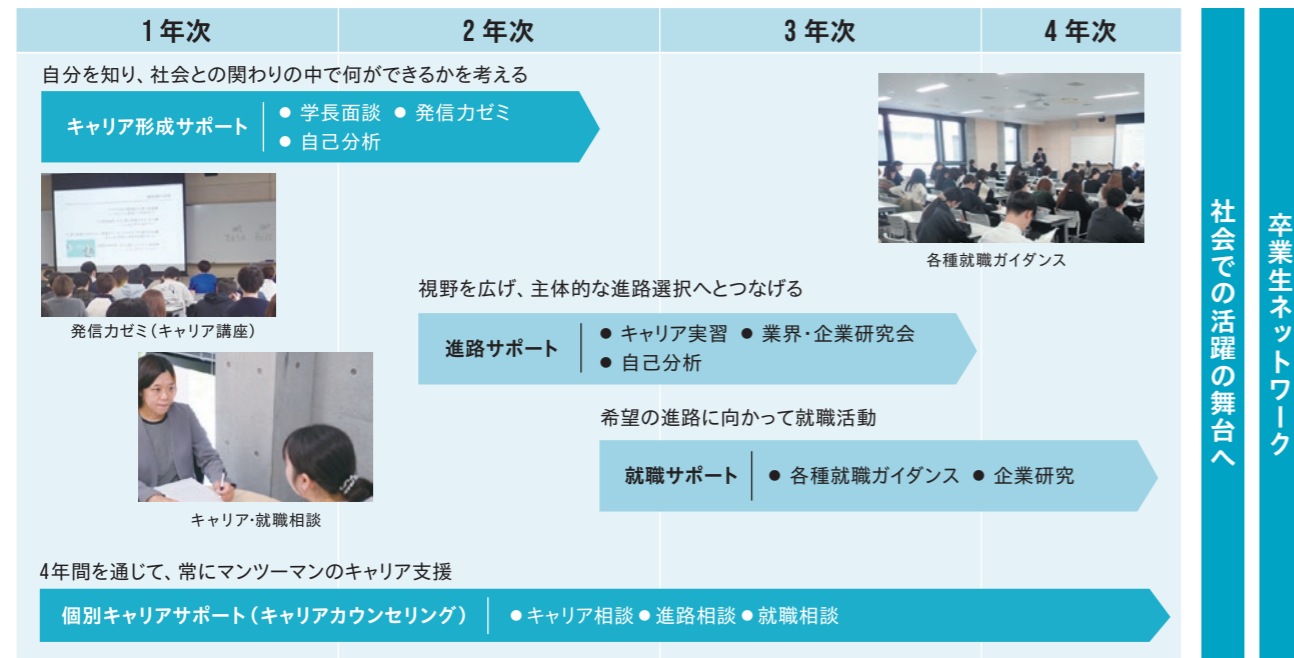 1年次
2年次
3年次
4年次
自分を知り、社会との関わりの中で何ができるかを考える
キャリア形成サポート
● 学長面談 ● 発信力ゼミ
● 自己分析
発信力ゼミ(キャリア講座)
各種就職ガイダンス
視野を広げ、主体的な進路選択へとつなげる
進路サポート
● キャリア実習 ● 業界・企業研究会
● 自己分析
キャリア・就職相談
希望の進路に向かって就職活動
就職サポート
● 各種就職ガイダンス ● 企業研究
4年間を通じて、常にマンツーマンのキャリア支援
個別キャリアサポート(キャリアカウンセリング)
●キャリア相談●進路相談●就職相談
社会での活躍の舞台へ
卒業生ネットワーク